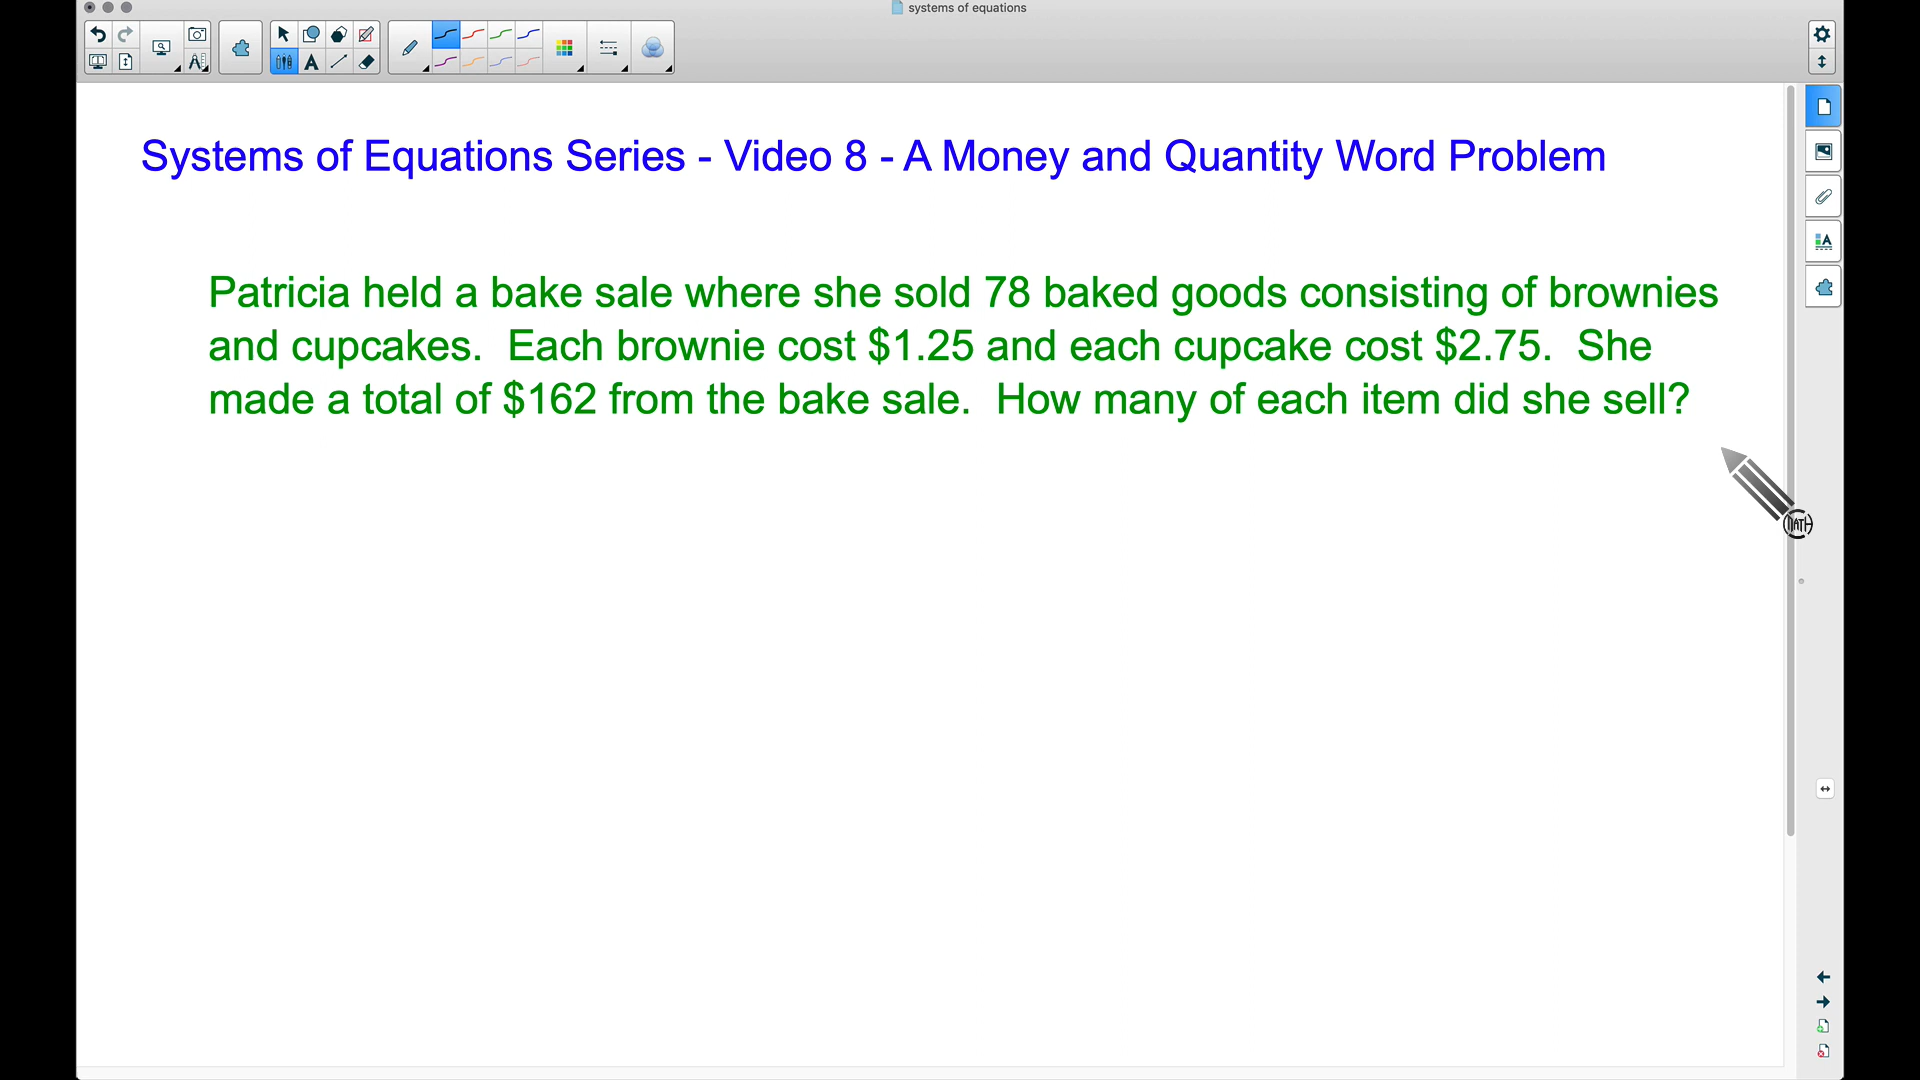 systems of equations
Systems of Equations Series - Video 8 - A Money and Quantity Word Problem
Patricia held a bake sale where she sold 78 baked goods consisting of brownies
and cupcakes. Each brownie cost $1.25 and each cupcake cost $2.75. She
made a total of $162 from the bake sale. How many of each item did she sell?
MATH